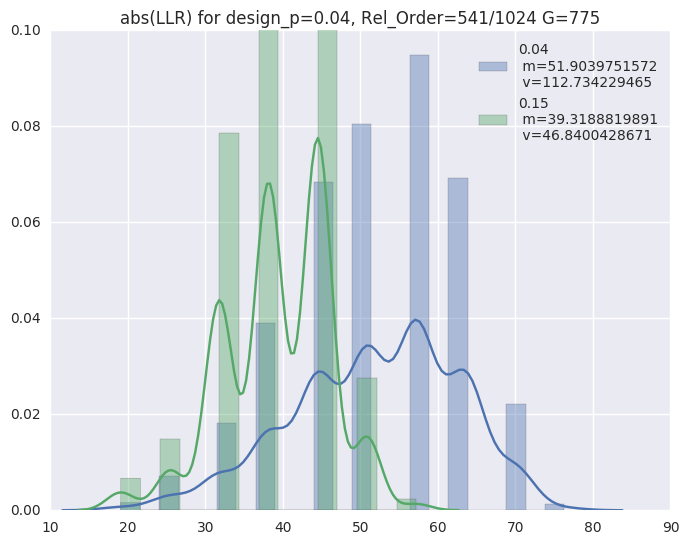 abs(LLR) for design_p=0.04, Rel_Order=541/1024 G=775
0.04
m=51.9039751572
v=112.734229465
0.15
m=39.3188819891
v=46.8400428671
0.10
0.08
0.06
0.04
0.02
0.00
10 20 30 40 50 60 70 80 90